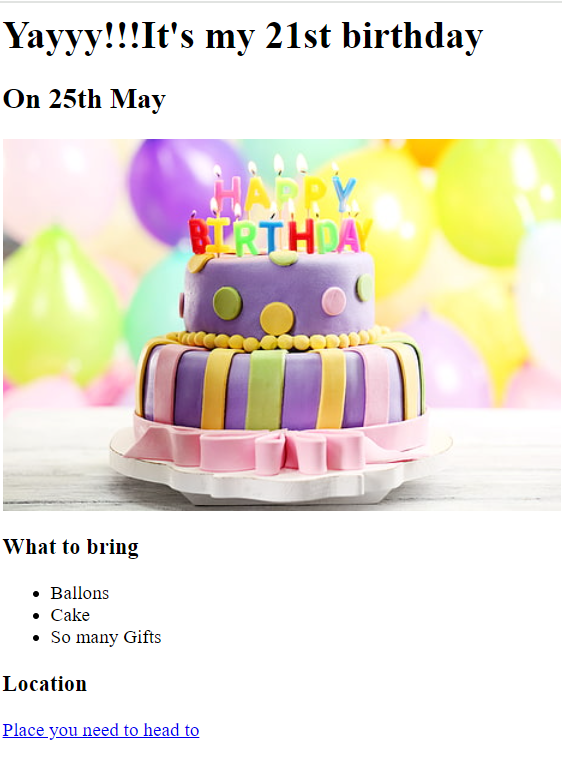 Yayyy!!!It's my 21st birthday
On 25th May
HAPPY
BIRTHDAY
What to bring
Ballons
Cake
So many Gifts
Location
Place you need to head to